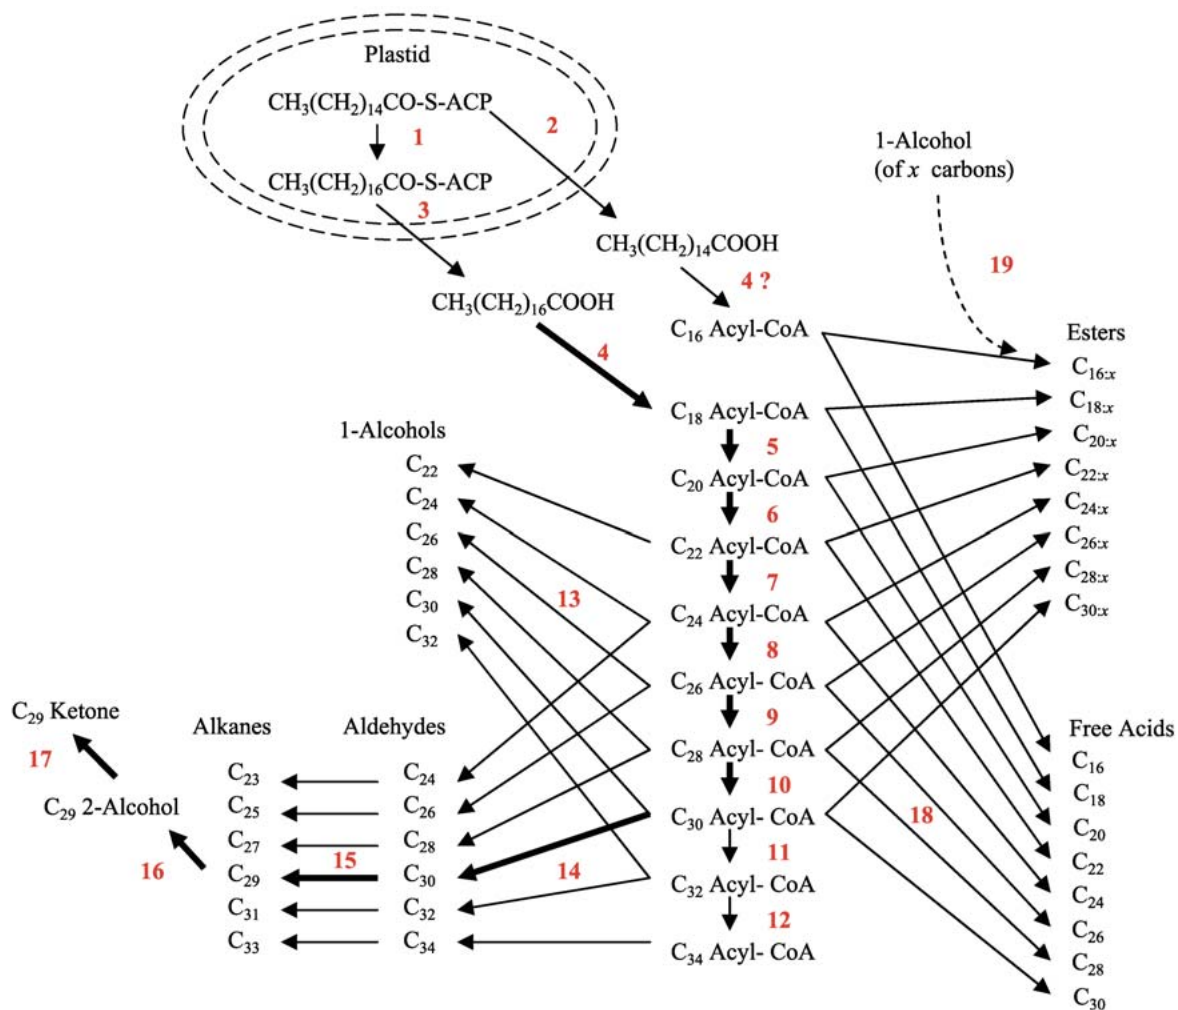 Plastid
CH₃(CH₂)₁₄CO-S-ACP
1
2
CH₃(CH₂)₁₆CO-S-ACP
3
1-Alcohol
(of x carbons)
CH₃(CH₂)₁₄COOH
19
4 ?
CH₃(CH₂)₁₆COOH
4
C₁₆ Acyl-CoA
C₁₈ Acyl-CoA
5
C₂₀ Acyl-CoA
6
C₂₂ Acyl-CoA
7
C₂₄ Acyl-CoA
8
C₂₆ Acyl- CoA
9
C₂₈ Acyl- CoA
10
C₃₀ Acyl- CoA
11
C₃₂ Acyl- CoA
12
C₃₄ Acyl- CoA
Esters
C₁₆:x
C₁₈:x
C₂₀:x
C₂₂:x
C₂₄:x
C₂₆:x
C₂₈:x
C₃₀:x
1-Alcohols
C₂₂
C₂₄
C₂₆
C₂₈
C₃₀
C₃₂
13
C₂₉ Ketone
17
C₂₉ 2-Alcohol
16
Alkanes
C₂₃
C₂₅
C₂₇
C₂₉
C₃₁
C₃₃
15
Aldehydes
C₂₄
C₂₆
C₂₈
C₃₀
C₃₂
C₃₄
14
18
Free Acids
C₁₆
C₁₈
C₂₀
C₂₂
C₂₄
C₂₆
C₂₈
C₃₀